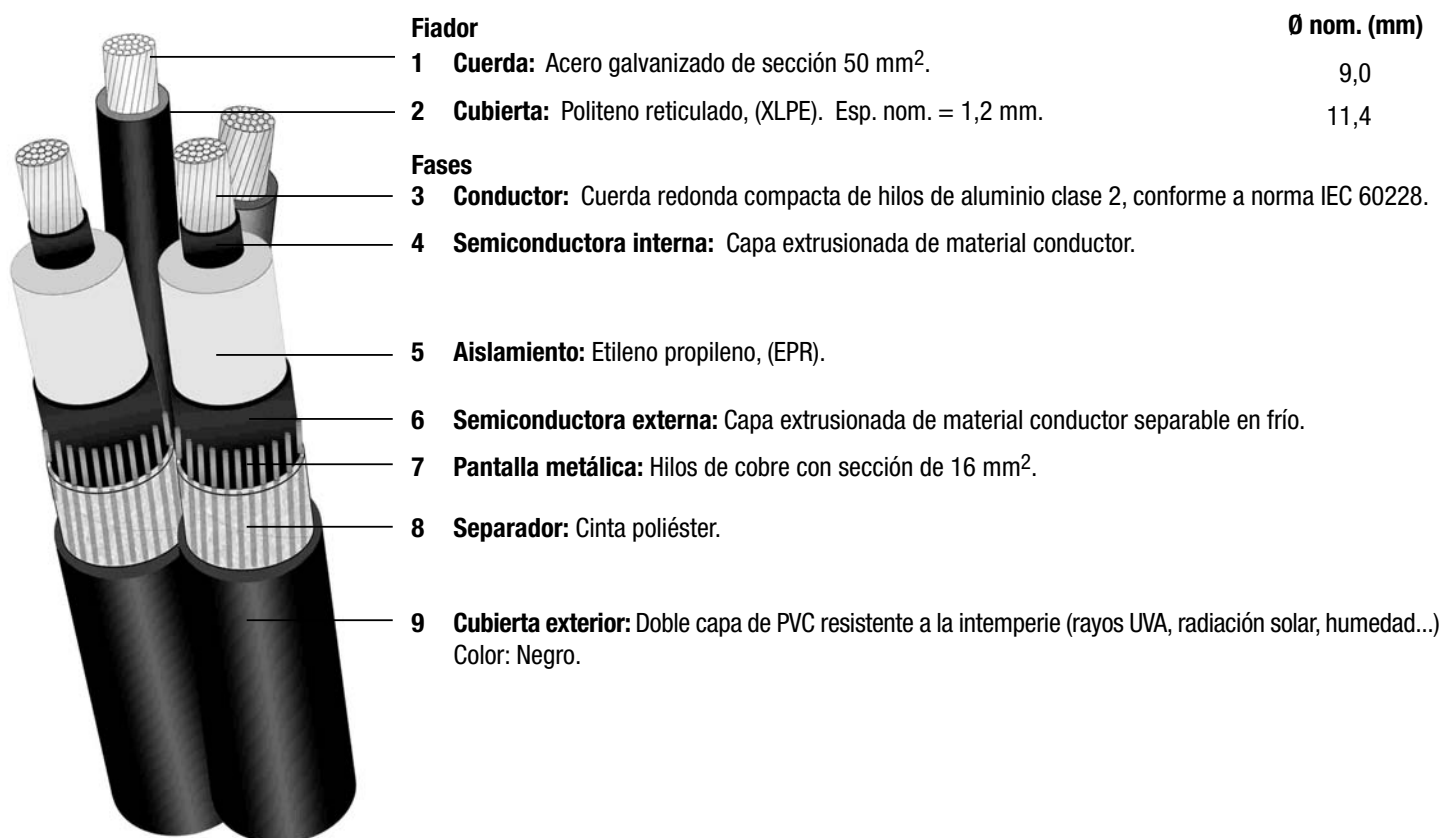 Fiador Ø nom. (mm)
1 Cuerda: Acero galvanizado de sección 50 mm². 9,0
2 Cubierta: Politeno reticulado, (XLPE). Esp. nom. = 1,2 mm. 11,4
Fases
3 Conductor: Cuerda redonda compacta de hilos de aluminio clase 2, conforme a norma IEC 60228.
4 Semiconductora interna: Capa extrusionada de material conductor.
5 Aislamiento: Etileno propileno, (EPR).
6 Semiconductora externa: Capa extrusionada de material conductor separable en frío.
7 Pantalla metálica: Hilos de cobre con sección de 16 mm².
8 Separador: Cinta poliéster.
9 Cubierta exterior: Doble capa de PVC resistente a la intemperie (rayos UVA, radiación solar, humedad...)
Color: Negro.